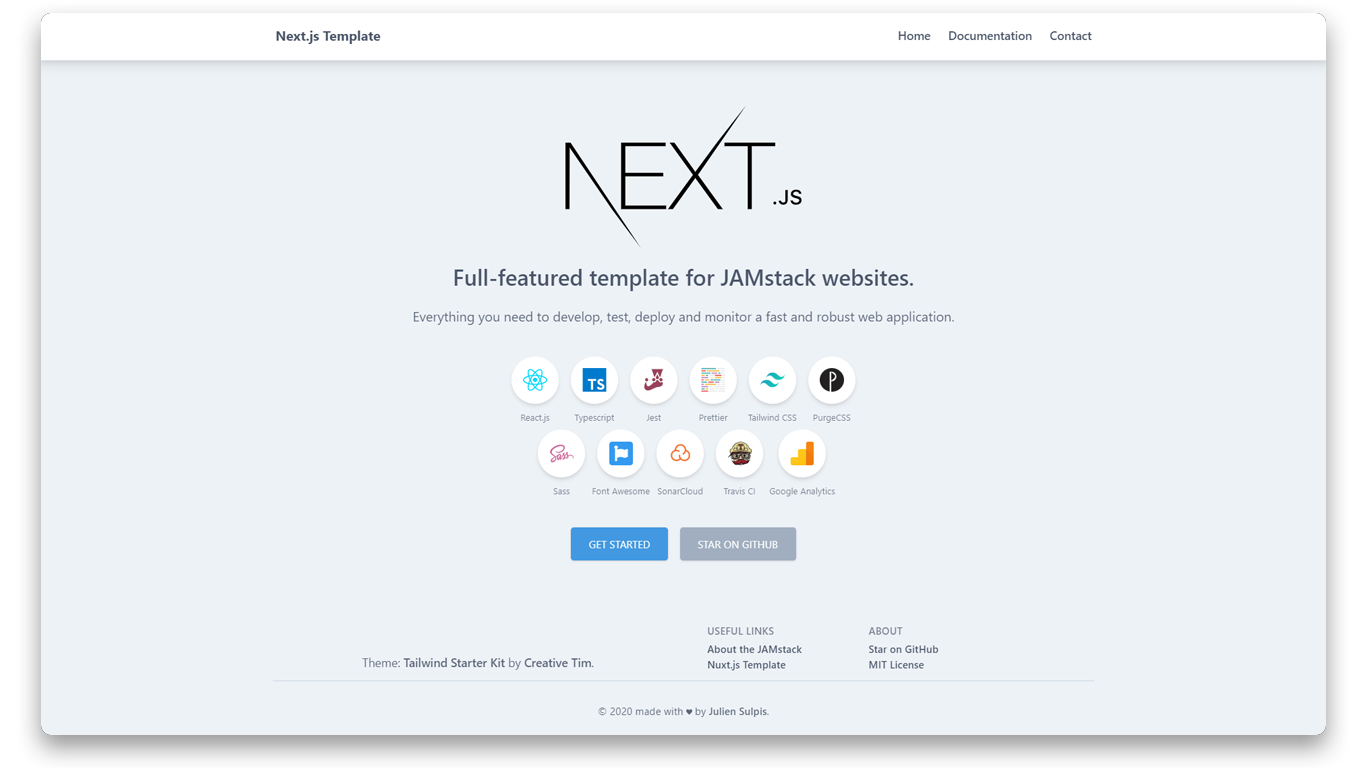 Next.js Template
Home Documentation Contact
NEXT.JS
Full-featured template for JAMstack websites.
Everything you need to develop, test, deploy and monitor a fast and robust web application.
TS
React.js Typescript Jest Prettier Tailwind CSS PurgeCSS
Sass
Sass Font Awesome SonarCloud Travis CI Google Analytics
GET STARTED STAR ON GITHUB
Theme: Tailwind Starter Kit by Creative Tim.
USEFUL LINKS
About the JAMstack
Nuxt.js Template
ABOUT
Star on GitHub
MIT License
© 2020 made with ♥ by Julien Sulpis.